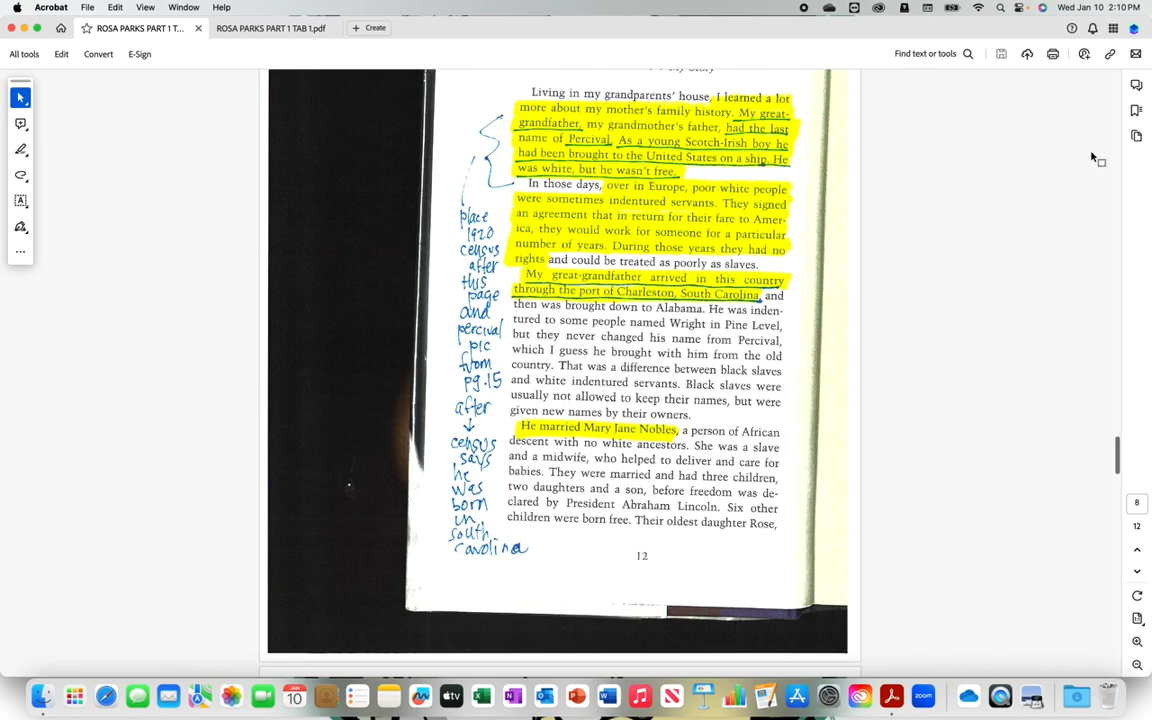 Acrobat File Edit View Window Help
Wed Jan 10 2:10 PM
ROSA PARKS PART 1 T...
ROSA PARKS PART 1 TAB 1.pdf
Create
All tools Edit Convert E-Sign
Find text or tools
My Story
Living in my grandparents' house, I learned a lot
more about my mother's family history. My great-
grandfather, my grandmother's father, had the last
name of Percival. As a young Scotch-Irish boy he
had been brought to the United States on a ship. He
was white, but he wasn't free.
In those days, over in Europe, poor white people
were sometimes indentured servants. They signed
an agreement that in return for their fare to Amer-
ica, they would work for someone for a particular
number of years. During those years they had no
rights and could be treated as poorly as slaves.
My great-grandfather arrived in this country
through the port of Charleston, South Carolina, and
then was brought down to Alabama. He was inden-
tured to some people named Wright in Pine Level,
but they never changed his name from Percival,
which I guess he brought with him from the old
country. That was a difference between black slaves
and white indentured servants. Black slaves were
usually not allowed to keep their names, but were
given new names by their owners.
He married Mary Jane Nobles, a person of African
descent with no white ancestors. She was a slave
and a midwife, who helped to deliver and care for
babies. They were married and had three children,
two daughters and a son, before freedom was de-
clared by President Abraham Lincoln. Six other
children were born free. Their oldest daughter Rose,
12
place
1920
census
after
this
page
and
percival
pic
from
pg. 15
after
census
says
he
was
born
in
south
carolina
8
12
JAN
10
tv
zoom